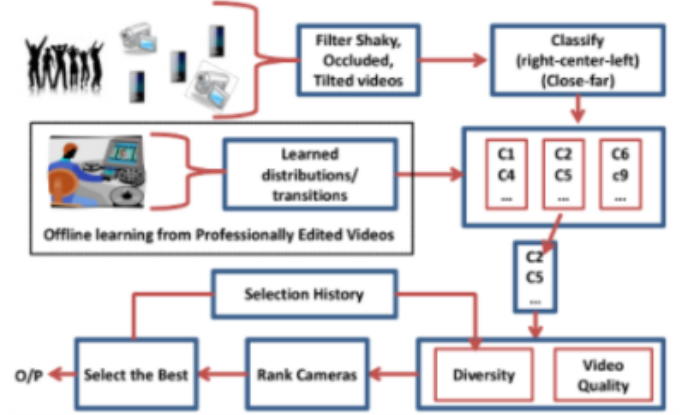 Filter Shaky,
Occluded,
Tilted videos
Classify
(right-center-left)
(Close-far)
Learned
distributions/
transitions
Offline learning from Professionally Edited Videos
C1
C4
...
C2
C5
...
C6
c9
...
C2
C5
...
Selection History
O/P
Select the Best
Rank Cameras
Diversity
Video
Quality